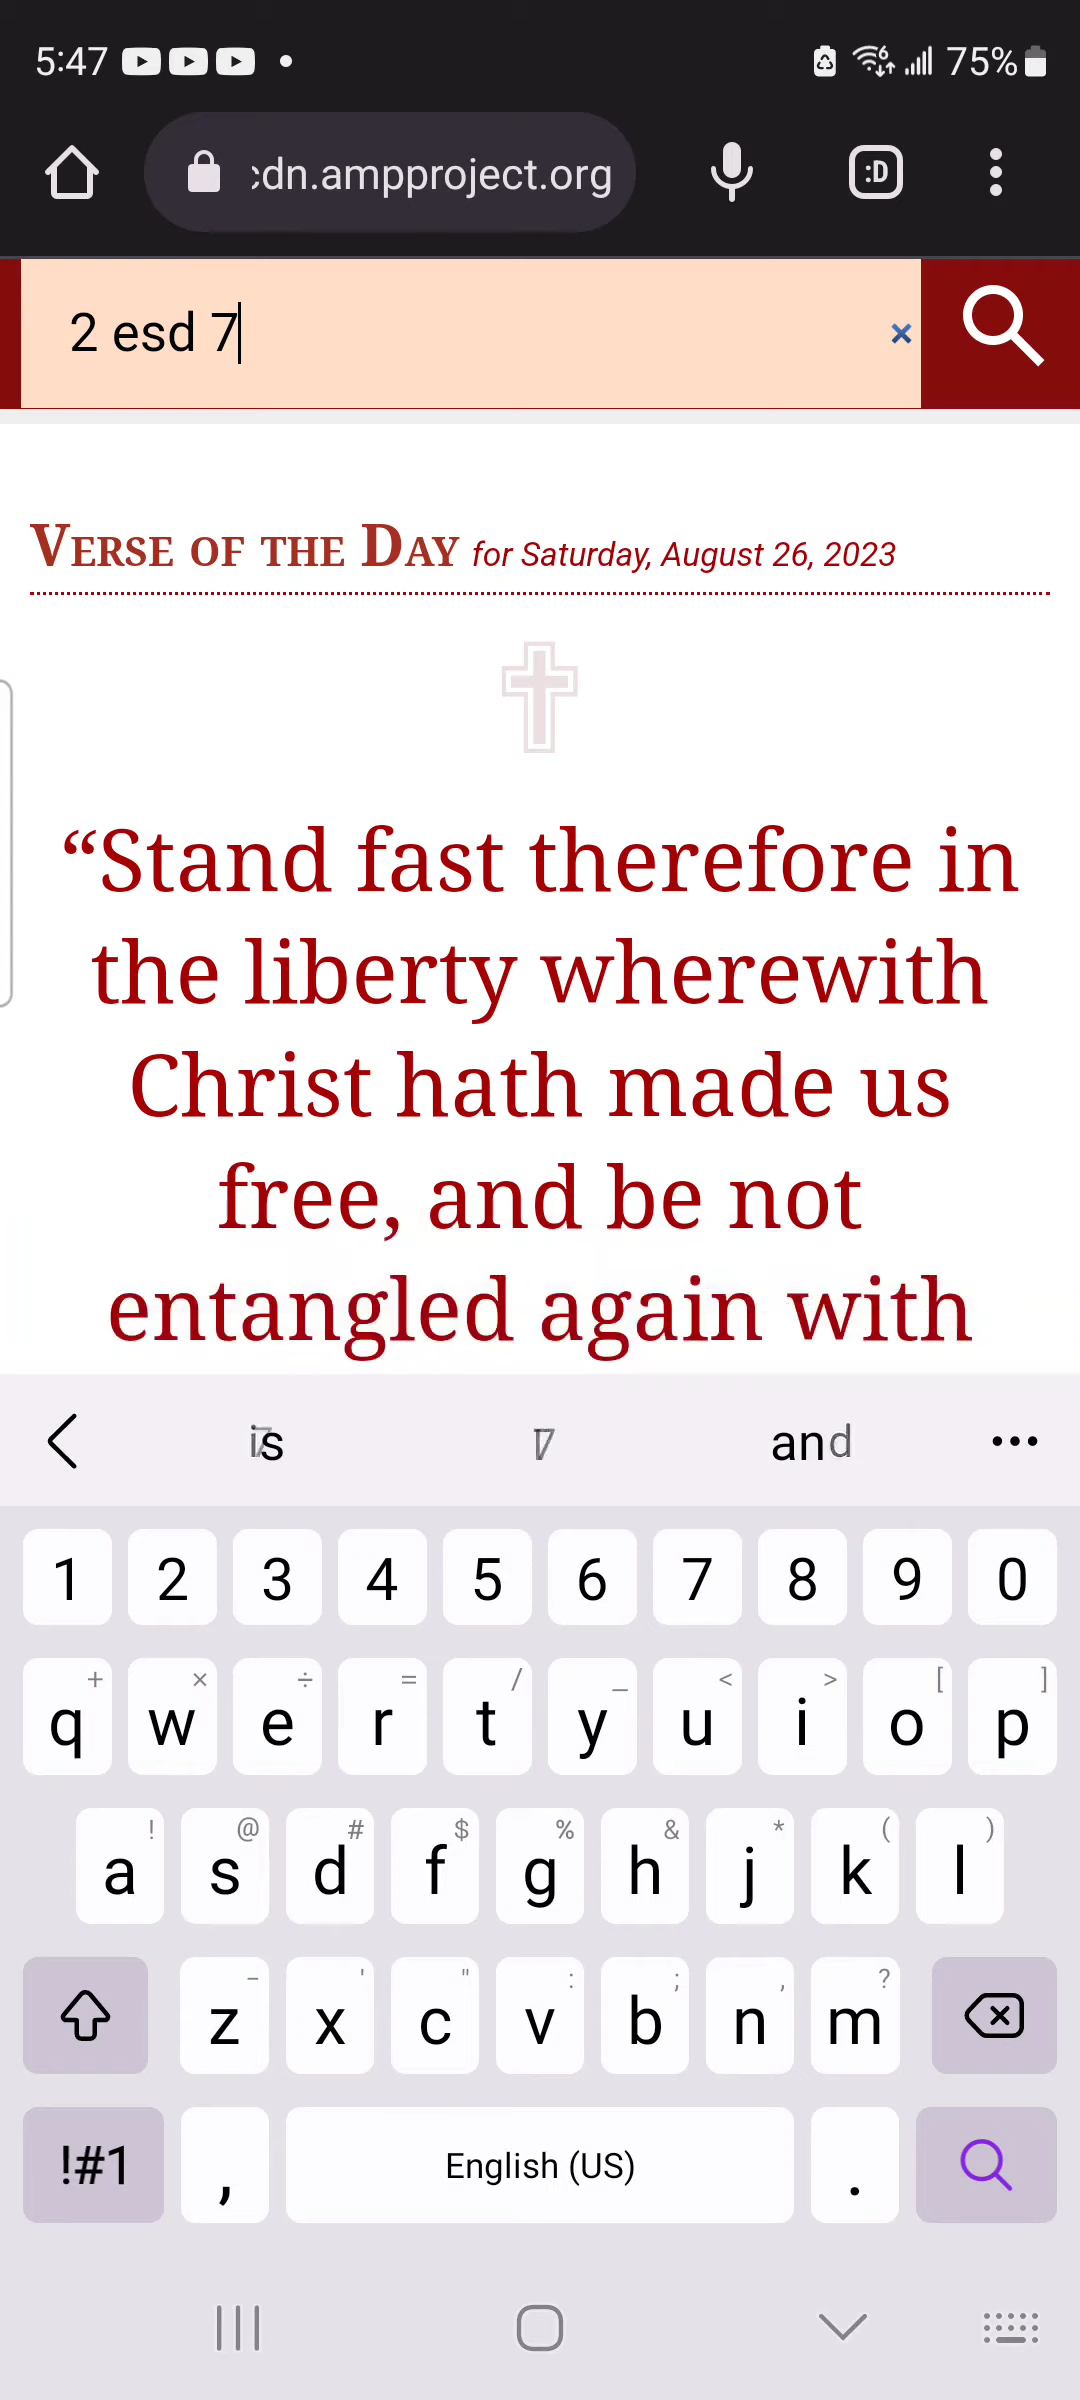 5:47 75%
cdn.ampproject.org :D
2 esd 7 ×
VERSE OF THE DAY for Saturday, August 26, 2023
“Stand fast therefore in
the liberty wherewith
Christ hath made us
free, and be not
entangled again with
is 7 and
1 2 3 4 5 6 7 8 9 0
+ × ÷ = / _ < > [ ]
q w e r t y u i o p
! @ # $ % & * ( )
a s d f g h j k l
- ' " : ; , ?
z x c v b n m
!#1 , English (US) .